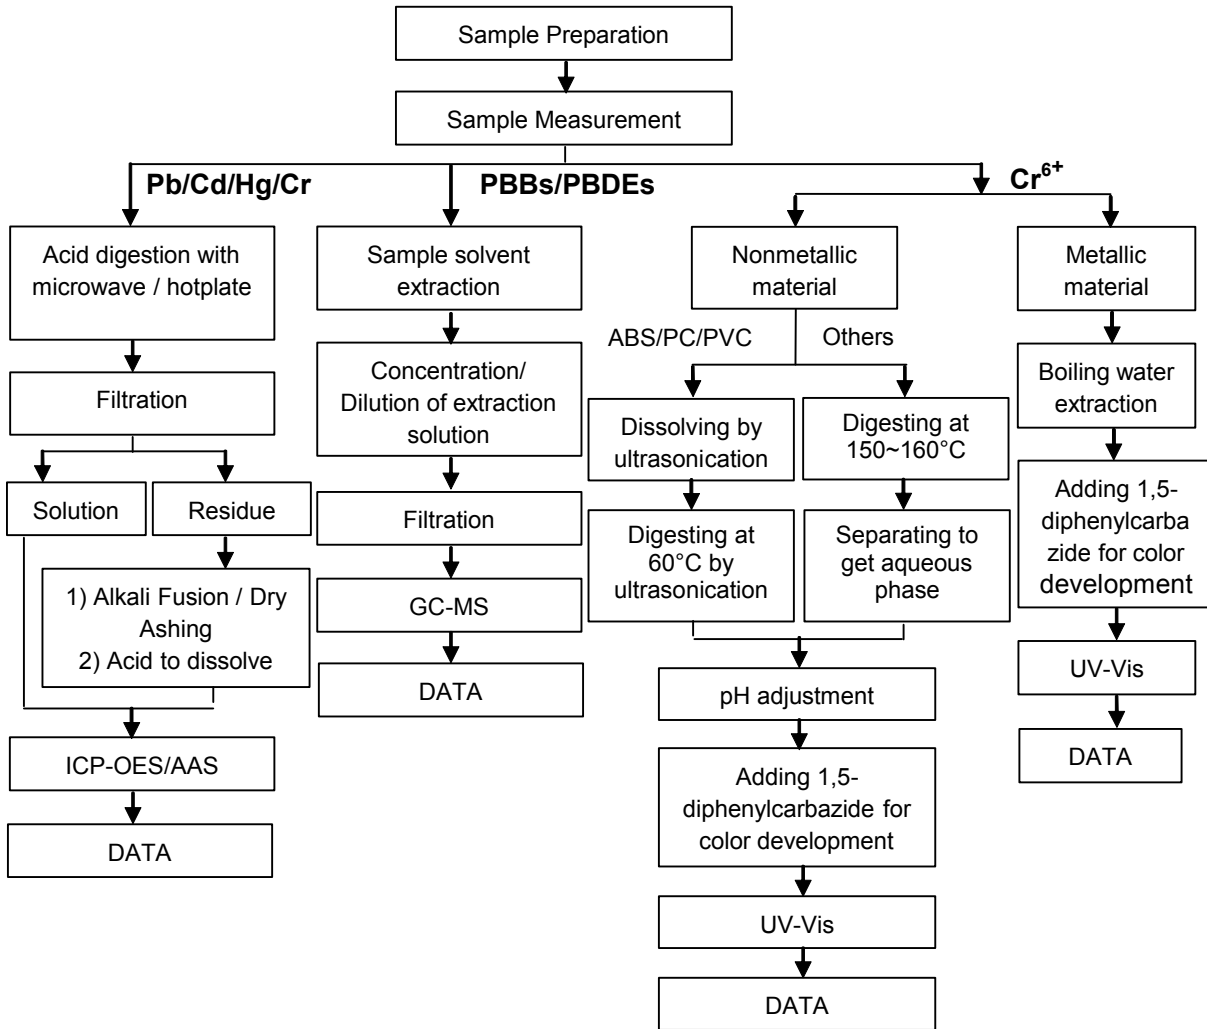 Sample Preparation
Sample Measurement
Pb/Cd/Hg/Cr
PBBs/PBDEs
Cr⁶⁺
Acid digestion with
microwave / hotplate
Filtration
Solution
Residue
1) Alkali Fusion / Dry
Ashing
2) Acid to dissolve
ICP-OES/AAS
DATA
Sample solvent
extraction
Concentration/
Dilution of extraction
solution
Filtration
GC-MS
DATA
Nonmetallic
material
ABS/PC/PVC
Others
Dissolving by
ultrasonication
Digesting at
60°C by
ultrasonication
Digesting at
150~160°C
Separating to
get aqueous
phase
pH adjustment
Adding 1,5-
diphenylcarbazide for
color development
UV-Vis
DATA
Metallic
material
Boiling water
extraction
Adding 1,5-
diphenylcarba
zide for color
development
UV-Vis
DATA